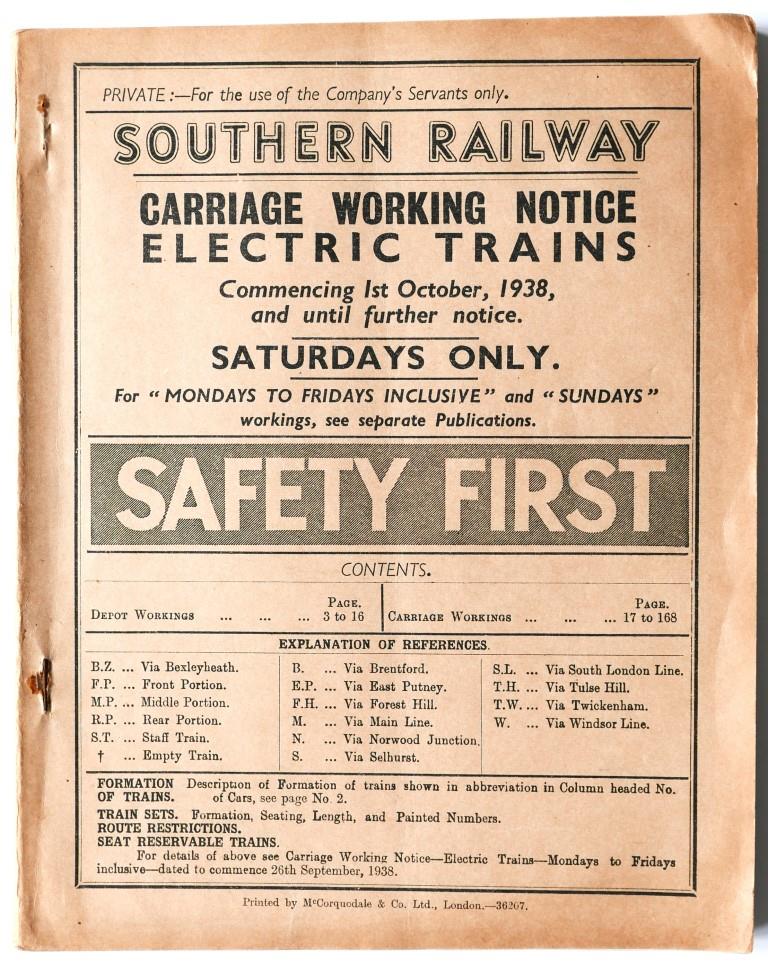 PRIVATE :—For the use of the Company's Servants only.
SOUTHERN RAILWAY
CARRIAGE WORKING NOTICE
ELECTRIC TRAINS
Commencing 1st October, 1938,
and until further notice.
SATURDAYS ONLY.
For "MONDAYS TO FRIDAYS INCLUSIVE" and "SUNDAYS"
workings, see separate Publications.
SAFETY FIRST
CONTENTS.
PAGE.
DEPOT WORKINGS ... ... ... 3 to 16
PAGE.
CARRIAGE WORKINGS ... ... ... 17 to 168
EXPLANATION OF REFERENCES.
B.Z. ... Via Bexleyheath.
F.P. ... Front Portion.
M.P. ... Middle Portion.
R.P. ... Rear Portion.
S.T. ... Staff Train.
† ... Empty Train.
B. ... Via Brentford.
E.P. ... Via East Putney.
F.H. ... Via Forest Hill.
M. ... Via Main Line.
N. ... Via Norwood Junction.
S. ... Via Selhurst.
S.L. ... Via South London Line.
T.H. ... Via Tulse Hill.
T.W. ... Via Twickenham.
W. ... Via Windsor Line.
FORMATION Description of Formation of trains shown in abbreviation in Column headed No.
OF TRAINS. of Cars, see page No. 2.
TRAIN SETS. Formation, Seating, Length, and Painted Numbers.
ROUTE RESTRICTIONS.
SEAT RESERVABLE TRAINS.
For details of above see Carriage Working Notice—Electric Trains—Mondays to Fridays
inclusive—dated to commence 26th September, 1938.
Printed by McCorquodale & Co. Ltd., London.—36207.